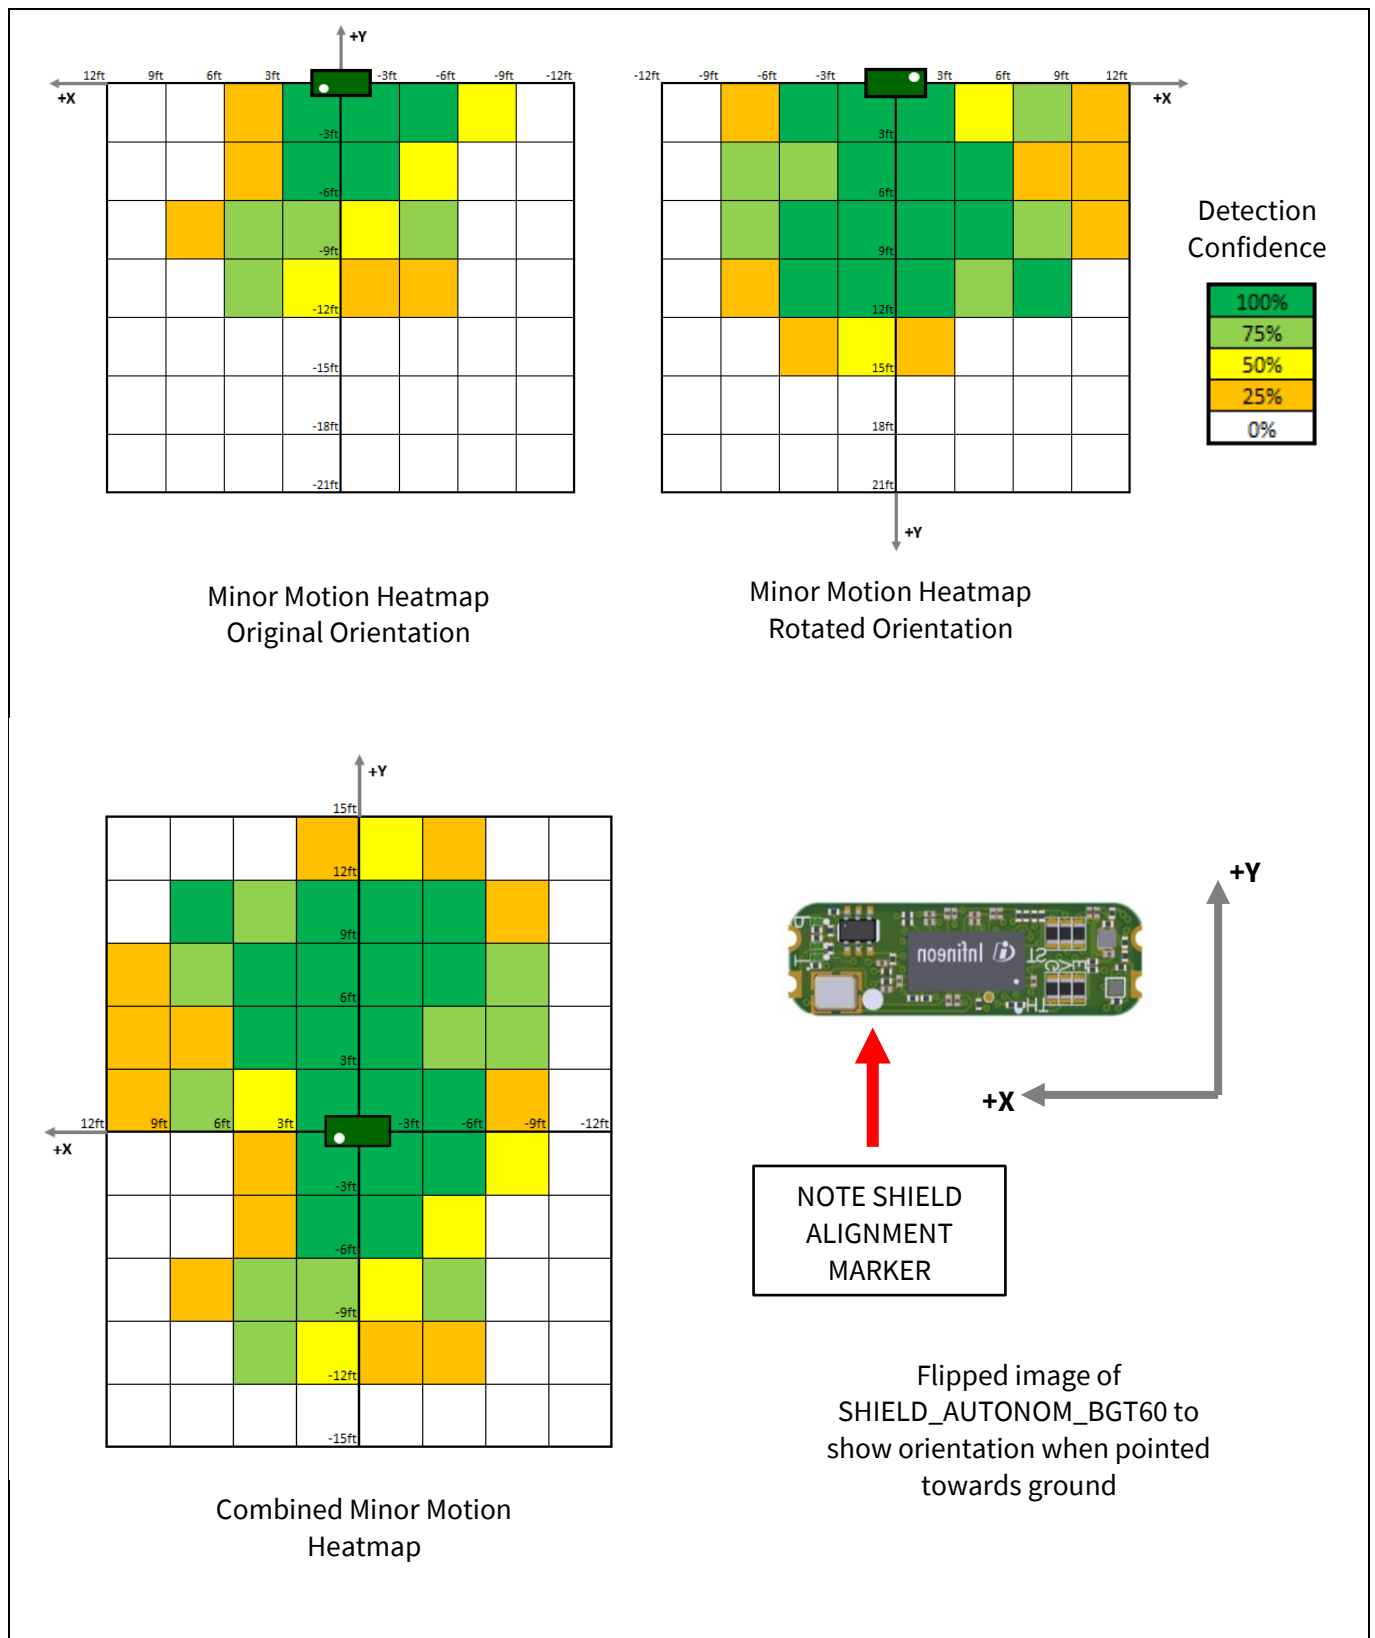 +Y
12ft 9ft 6ft 3ft -3ft -6ft -9ft -12ft
+X
-3ft
-6ft
-9ft
-12ft
-15ft
-18ft
-21ft
Minor Motion Heatmap
Original Orientation
-12ft -9ft -6ft -3ft 3ft 6ft 9ft 12ft
+X
3ft
6ft
9ft
12ft
15ft
18ft
21ft
+Y
Minor Motion Heatmap
Rotated Orientation
Detection
Confidence
100%
75%
50%
25%
0%
+Y
15ft
12ft
9ft
6ft
3ft
12ft 9ft 6ft 3ft -3ft -6ft -9ft -12ft
+X
-3ft
-6ft
-9ft
-12ft
-15ft
Combined Minor Motion
Heatmap
+Y
Infineon
+X
NOTE SHIELD
ALIGNMENT
MARKER
Flipped image of
SHIELD_AUTONOM_BGT60 to
show orientation when pointed
towards ground